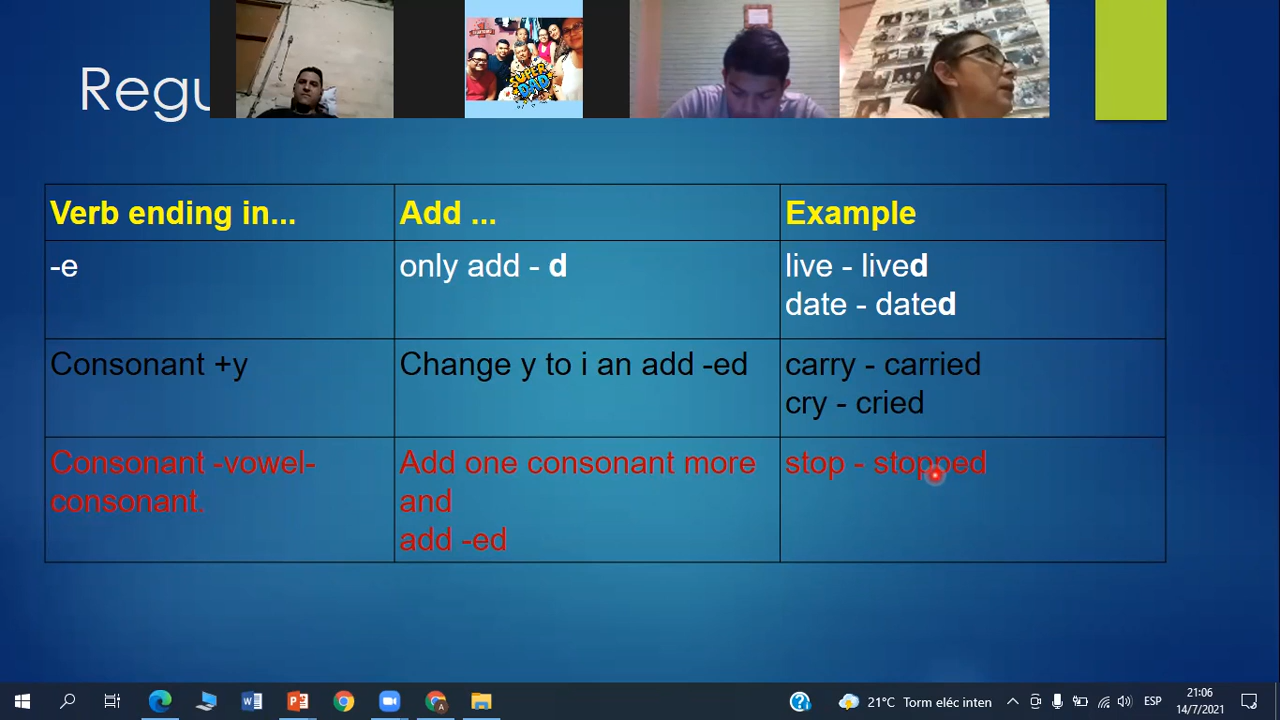 Regu
SUPER
DAD
Verb ending in... Add ... Example
-e only add - d live - lived
date - dated
Consonant +y Change y to i an add -ed carry - carried
cry - cried
Consonant -vowel- Add one consonant more stop - stopped
consonant. and
add -ed
21°C Torm eléc inten ESP 21:06
14/7/2021